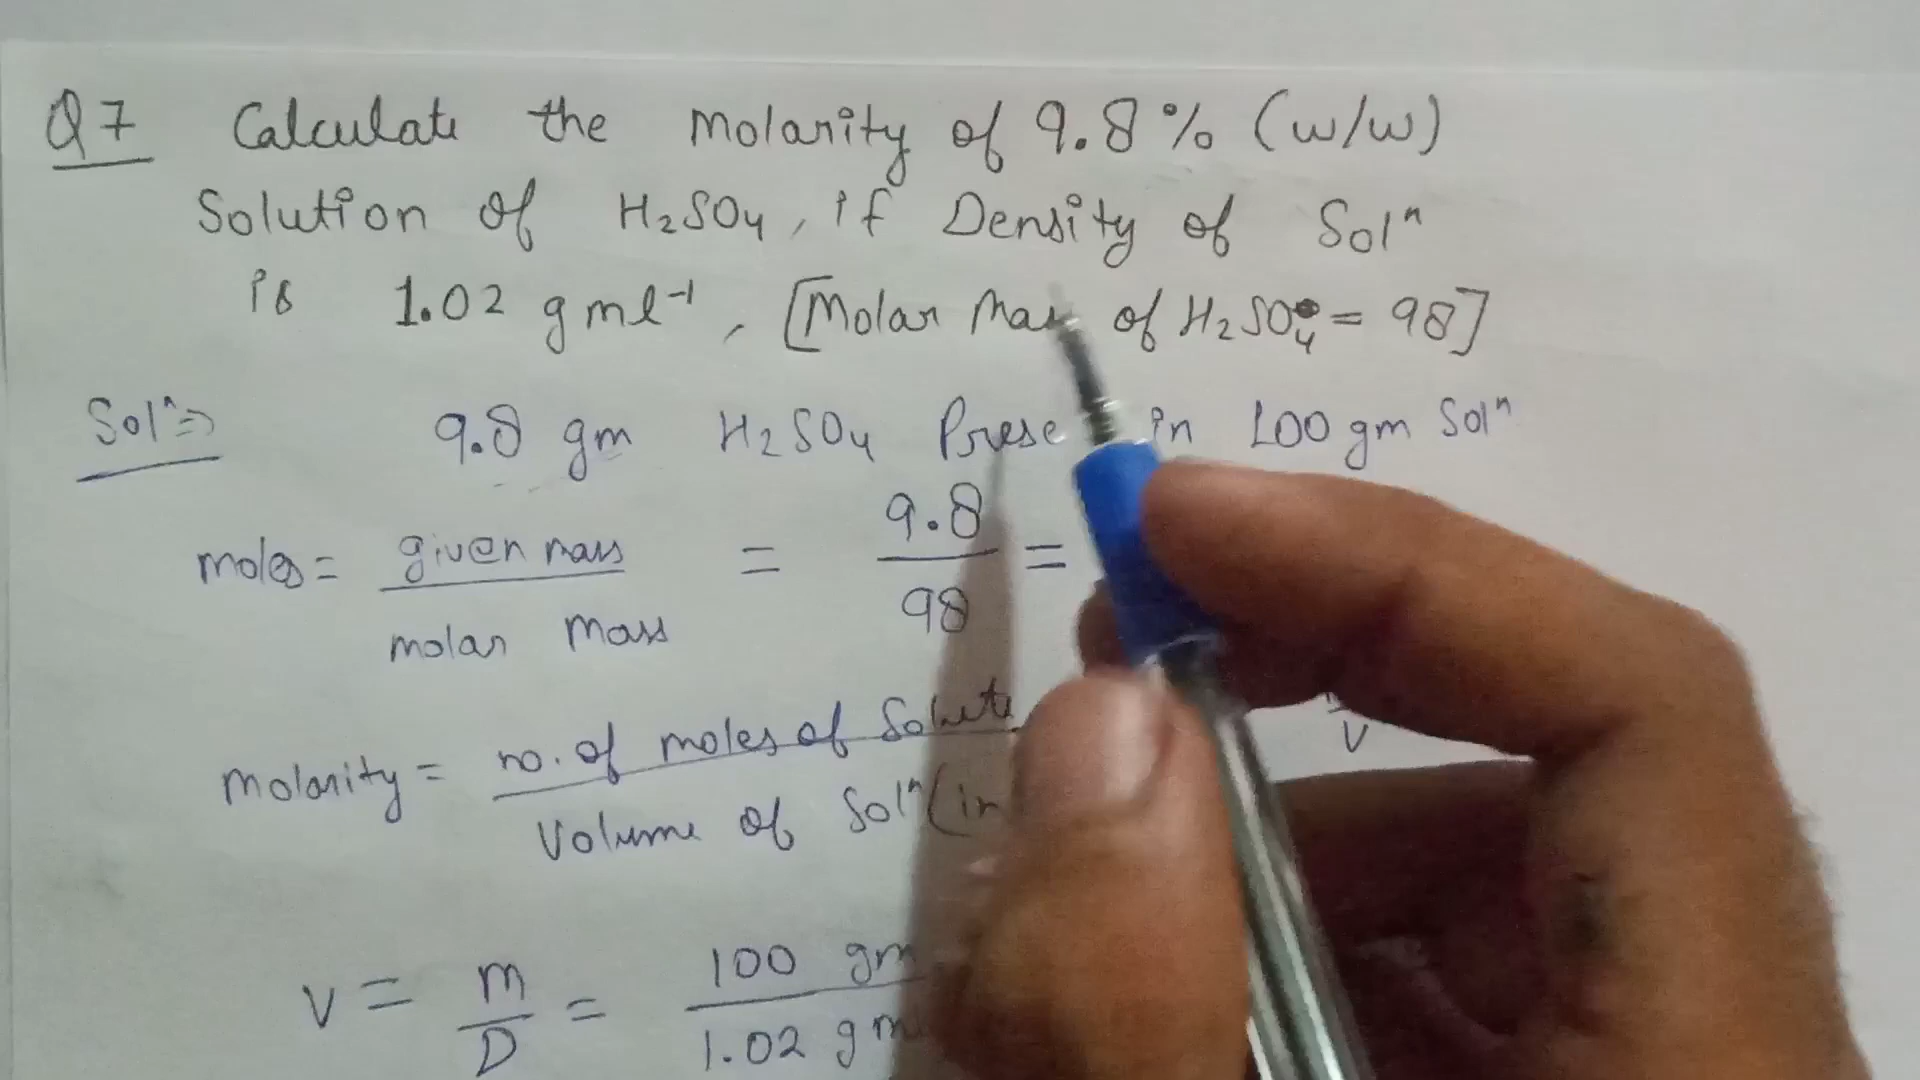 Q7 Calculate the Molarity of 9.8% (w/w)
Solution of H₂SO₄, if Density of Solⁿ
is 1.02 g ml⁻¹, [Molar Mass of H₂SO₄ = 98]
Solⁿ⇒ 9.8 gm H₂SO₄ Prese in 100 gm Solⁿ
moles = given mass / molar mass = 9.8 / 98 =
Molarity = no. of moles of Solute / Volume of Solⁿ (in
V
V = m / D = 100 gm / 1.02 g m